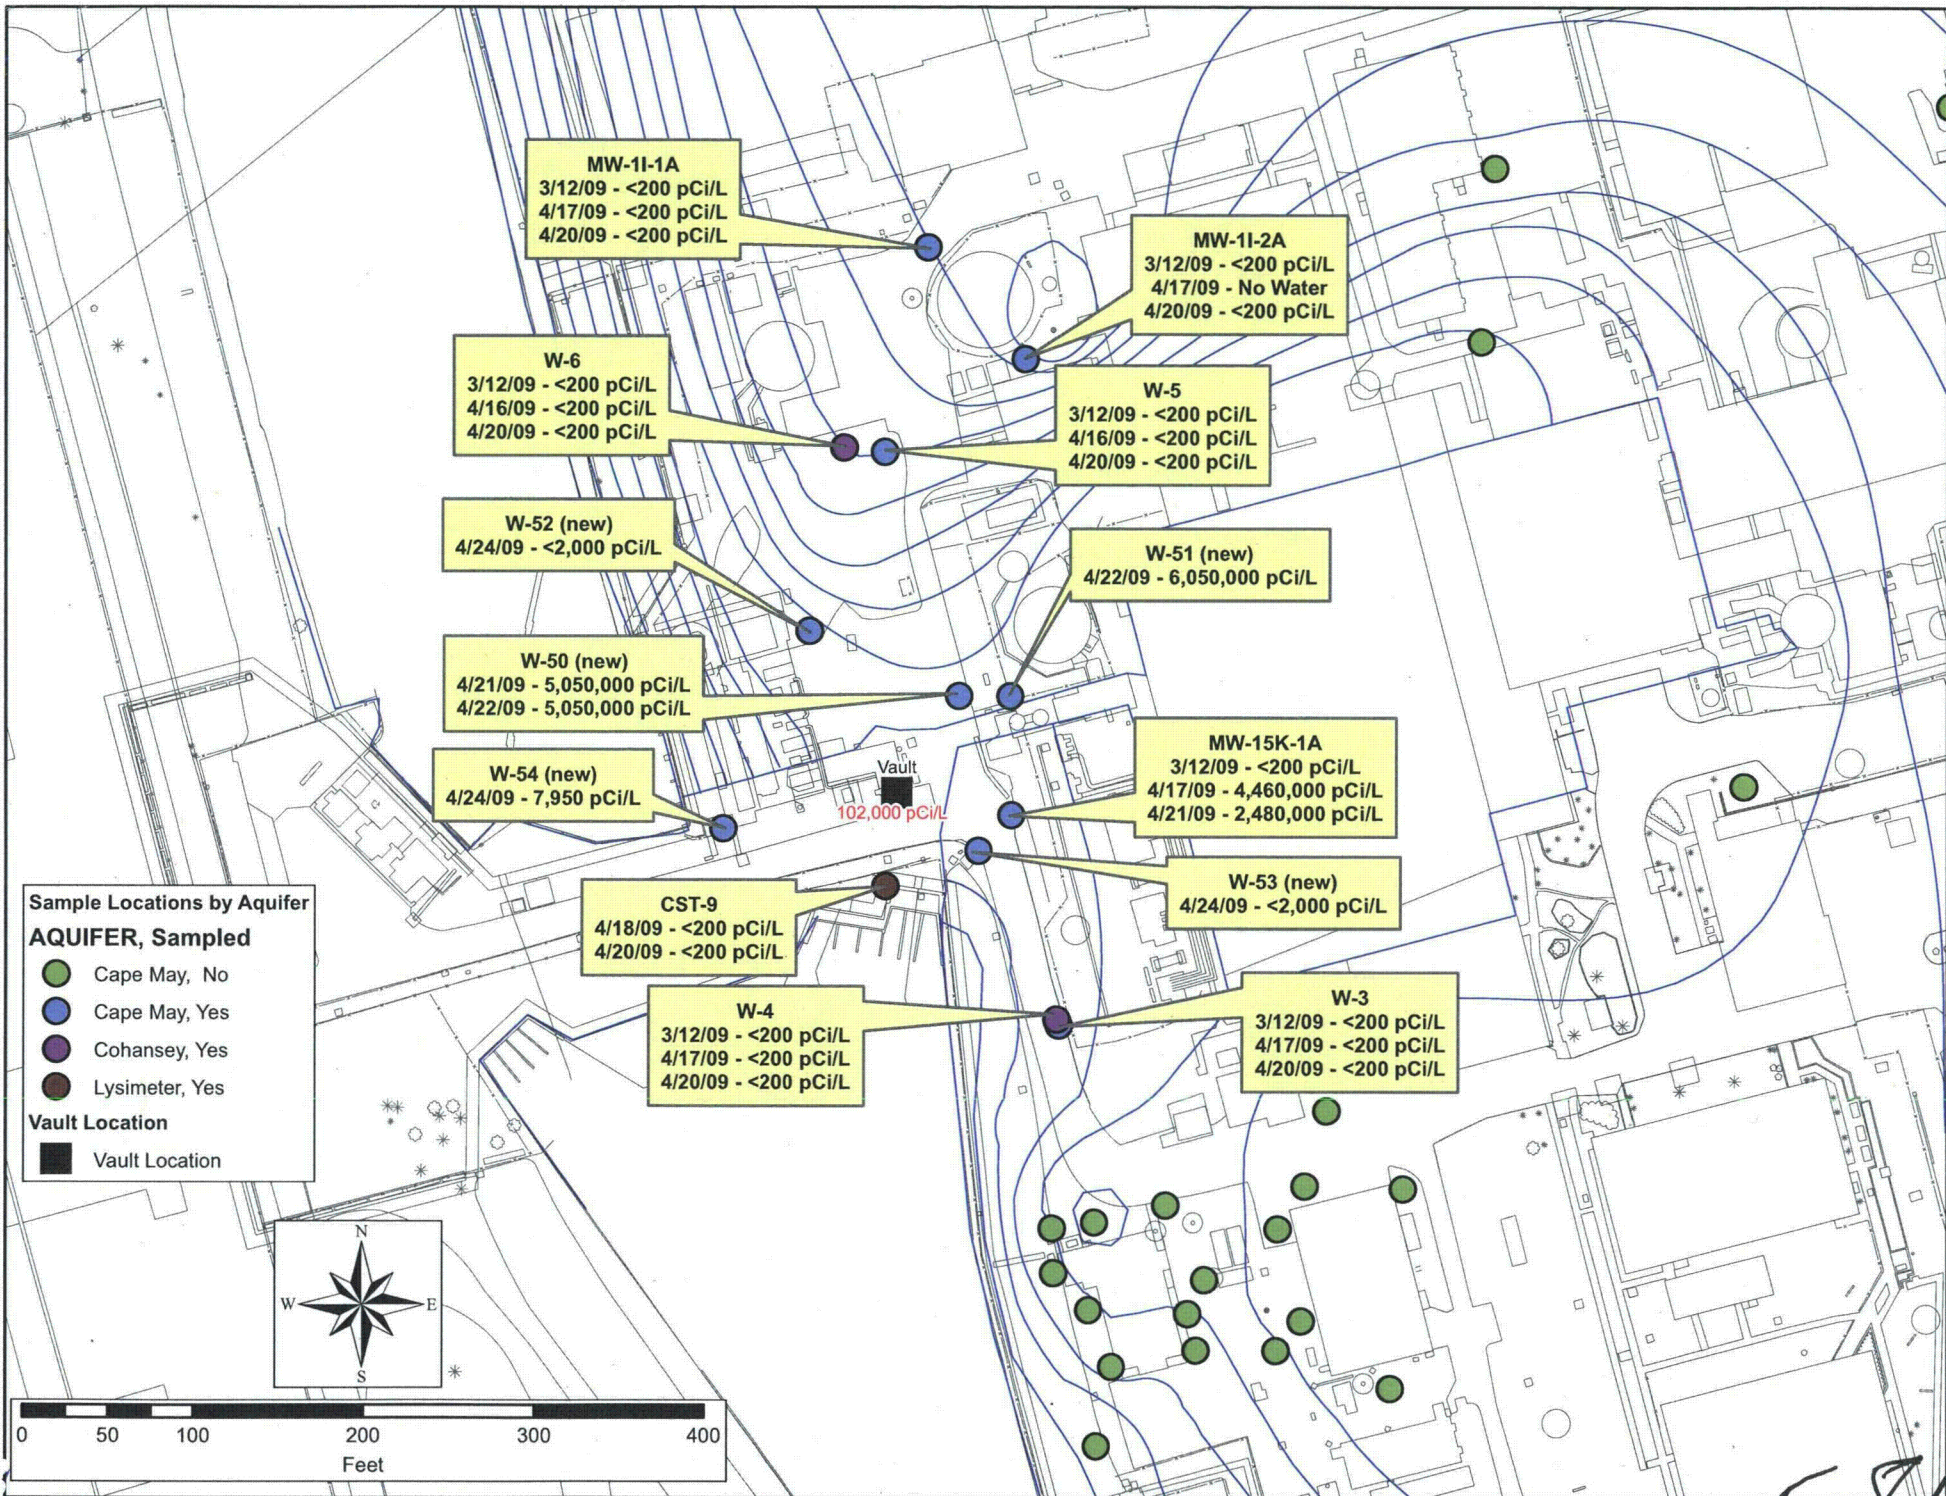 MW-1I-1A
3/12/09 - <200 pCi/L
4/17/09 - <200 pCi/L
4/20/09 - <200 pCi/L
MW-1I-2A
3/12/09 - <200 pCi/L
4/17/09 - No Water
4/20/09 - <200 pCi/L
W-6
3/12/09 - <200 pCi/L
4/16/09 - <200 pCi/L
4/20/09 - <200 pCi/L
W-5
3/12/09 - <200 pCi/L
4/16/09 - <200 pCi/L
4/20/09 - <200 pCi/L
W-52 (new)
4/24/09 - <2,000 pCi/L
W-51 (new)
4/22/09 - 6,050,000 pCi/L
W-50 (new)
4/21/09 - 5,050,000 pCi/L
4/22/09 - 5,050,000 pCi/L
W-54 (new)
4/24/09 - 7,950 pCi/L
Vault
102,000 pCi/L
MW-15K-1A
3/12/09 - <200 pCi/L
4/17/09 - 4,460,000 pCi/L
4/21/09 - 2,480,000 pCi/L
W-53 (new)
4/24/09 - <2,000 pCi/L
CST-9
4/18/09 - <200 pCi/L
4/20/09 - <200 pCi/L
W-4
3/12/09 - <200 pCi/L
4/17/09 - <200 pCi/L
4/20/09 - <200 pCi/L
W-3
3/12/09 - <200 pCi/L
4/17/09 - <200 pCi/L
4/20/09 - <200 pCi/L
Sample Locations by Aquifer
AQUIFER, Sampled
Cape May, No
Cape May, Yes
Cohansey, Yes
Lysimeter, Yes
Vault Location
Vault Location
N
W E
S
0 50 100 200 300 400
Feet